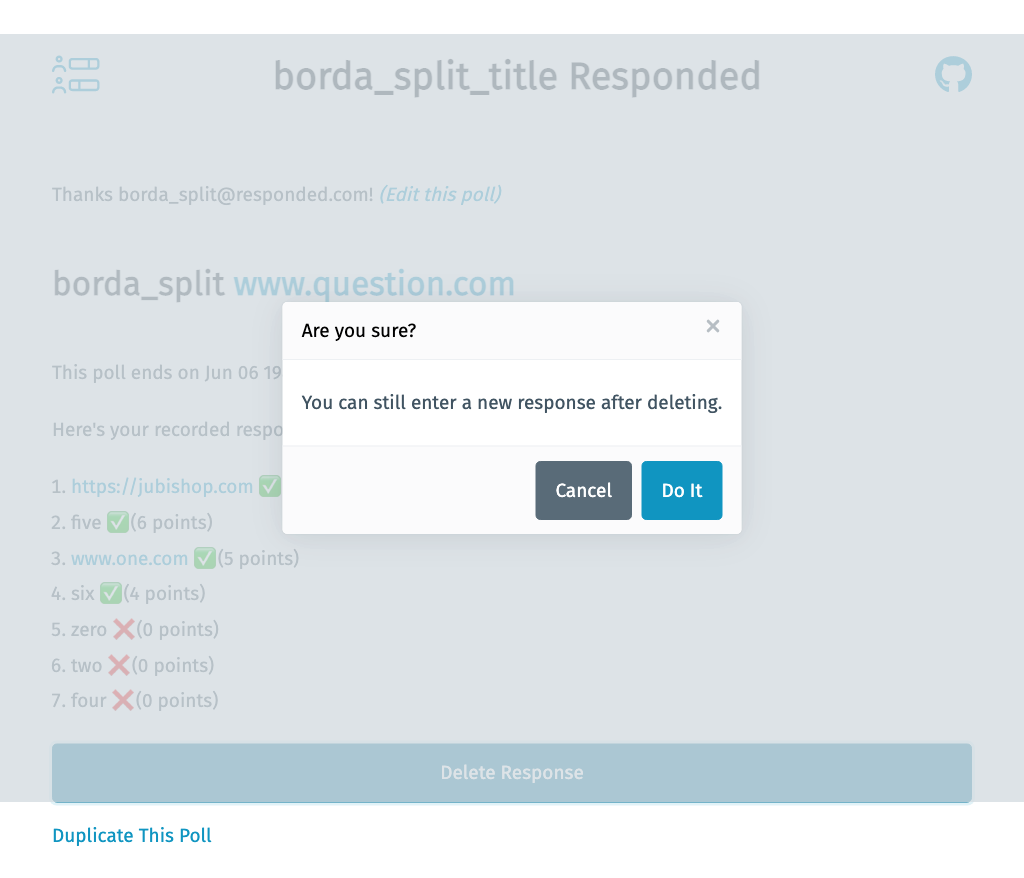 borda_split_title Responded
Thanks borda_split@responded.com! (Edit this poll)
borda_split www.question.com
Are you sure?
×
This poll ends on Jun 06 19
You can still enter a new response after deleting.
Here's your recorded respo
Cancel Do It
1. https://jubishop.com ✅
2. five ✅(6 points)
3. www.one.com ✅(5 points)
4. six ✅(4 points)
5. zero ❌(0 points)
6. two ❌(0 points)
7. four ❌(0 points)
Delete Response
Duplicate This Poll